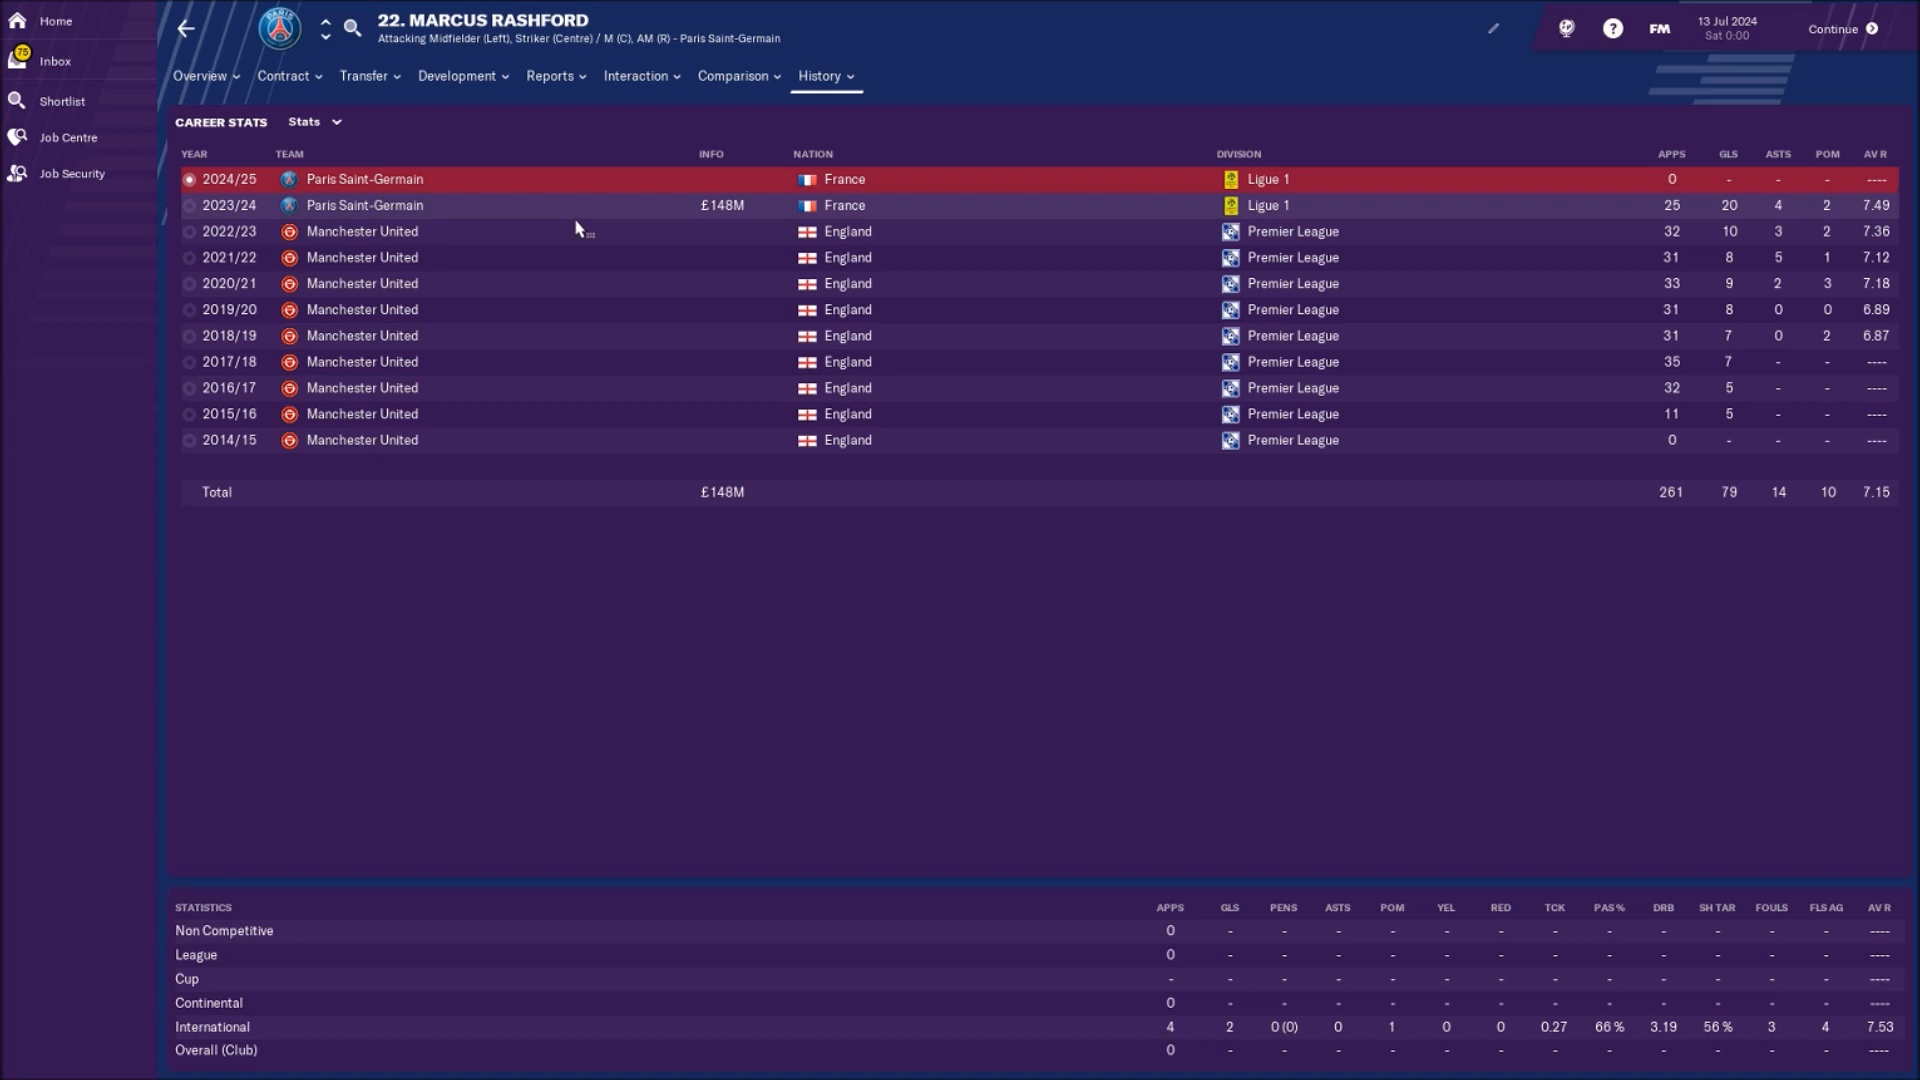 Home
75
Inbox
Shortlist
Job Centre
Job Security
PARIS
22. MARCUS RASHFORD
Attacking Midfielder (Left), Striker (Centre) / M (C), AM (R) - Paris Saint-Germain
?
FM
13 Jul 2024
Sat 0:00
Continue
Overview Contract Transfer Development Reports Interaction Comparison History
CAREER STATS Stats
YEAR TEAM INFO NATION DIVISION APPS GLS ASTS POM AV R
2024/25 Paris Saint-Germain France Ligue 1 0 - - - ----
2023/24 Paris Saint-Germain £148M France Ligue 1 25 20 4 2 7.49
2022/23 Manchester United England Premier League 32 10 3 2 7.36
2021/22 Manchester United England Premier League 31 8 5 1 7.12
2020/21 Manchester United England Premier League 33 9 2 3 7.18
2019/20 Manchester United England Premier League 31 8 0 0 6.89
2018/19 Manchester United England Premier League 31 7 0 2 6.87
2017/18 Manchester United England Premier League 35 7 - - ----
2016/17 Manchester United England Premier League 32 5 - - ----
2015/16 Manchester United England Premier League 11 5 - - ----
2014/15 Manchester United England Premier League 0 - - - ----
Total £148M 261 79 14 10 7.15
STATISTICS APPS GLS PENS ASTS POM YEL RED TCK PAS % DRB SH TAR FOULS FLS AG AV R
Non Competitive 0 - - - - - - - - - - - - ----
League 0 - - - - - - - - - - - - ----
Cup - - - - - - - - - - - - - ----
Continental 0 - - - - - - - - - - - - ----
International 4 2 0 (0) 0 1 0 0 0.27 66 % 3.19 56 % 3 4 7.53
Overall (Club) 0 - - - - - - - - - - - - ----